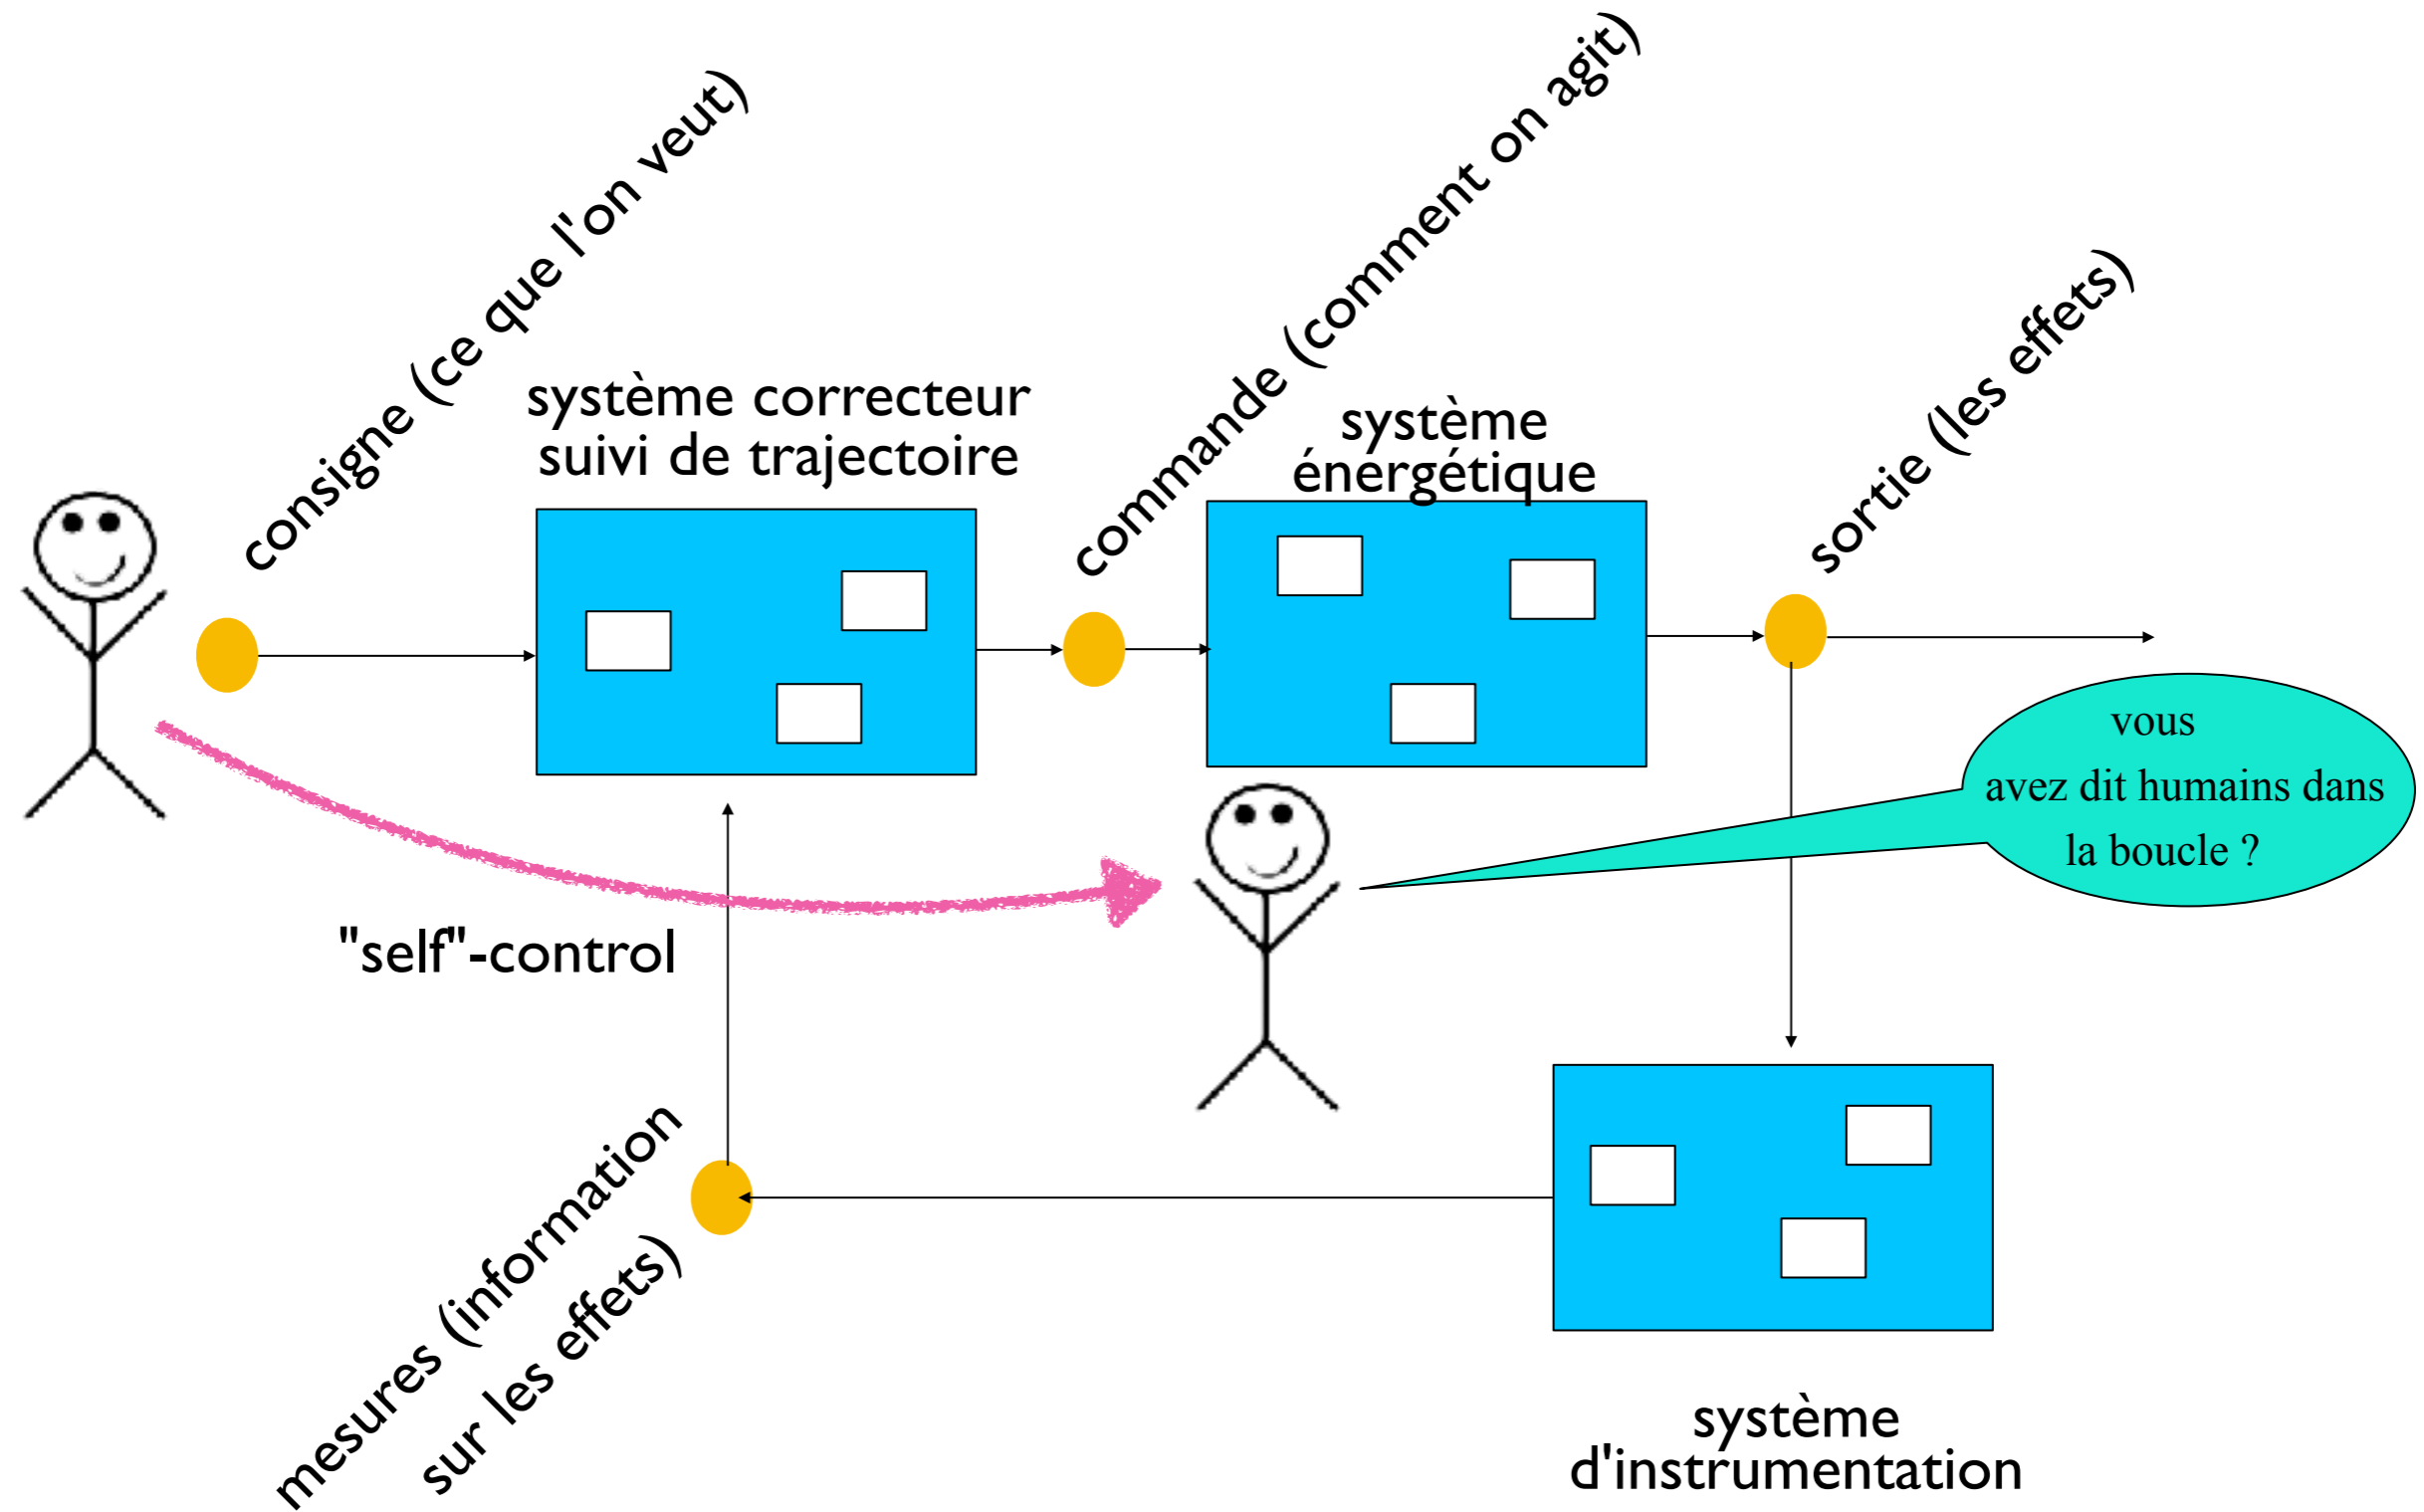 consigne (ce que l'on veut)
commande (comment on agit)
sortie (les effets)
système correcteur
suivi de trajectoire
système
énergétique
vous
avez dit humains dans
la boucle ?
"self"-control
mesures (information
sur les effets)
système
d'instrumentation